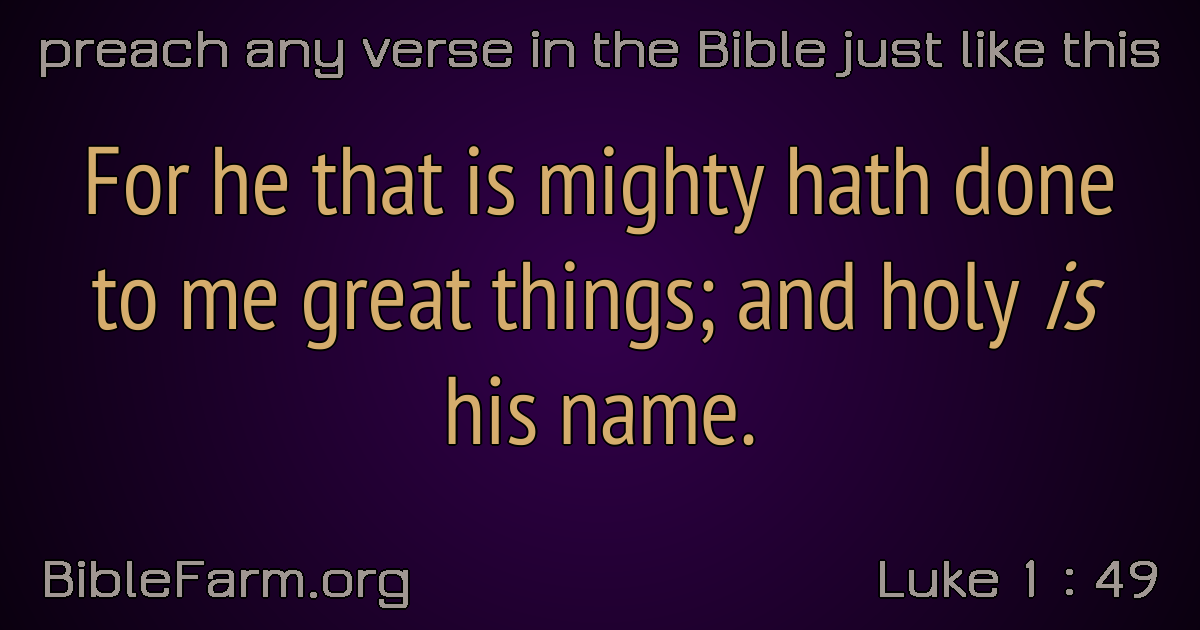 preach any verse in the Bible just like this
For he that is mighty hath done
to me great things; and holy is
his name.
BibleFarm.org
Luke 1 : 49